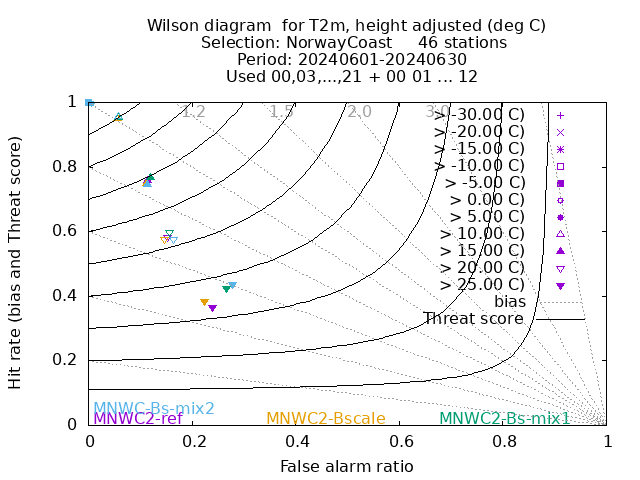 Wilson diagram  for T2m, height adjusted (deg C)
Selection: NorwayCoast     46 stations
Period: 20240601-20240630
Used 00,03,...,21 + 00 01 ... 12
Hit rate (bias and Threat score)
1
0.8
0.6
0.4
0.2
0
1.2 1.5 2.0 3.0
> -30.00 C)
> -20.00 C)
> -15.00 C)
> -10.00 C)
> -5.00 C)
> 0.00 C)
> 5.00 C)
> 10.00 C)
> 15.00 C)
> 20.00 C)
> 25.00 C)
bias
Threat score
MNWC-Bs-mix2
MNWC2-ref MNWC2-Bscale MNWC2-Bs-mix1
0 0.2 0.4 0.6 0.8 1
False alarm ratio